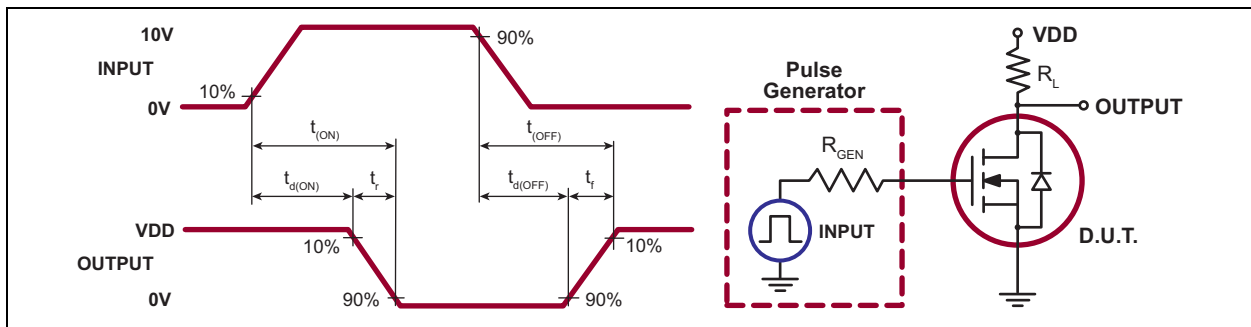 10V
INPUT
0V
10%
90%
t(ON)
t(OFF)
td(ON)
tr
td(OFF)
tf
VDD
OUTPUT
0V
10%
90%
90%
10%
Pulse
Generator
RGEN
INPUT
VDD
RL
OUTPUT
D.U.T.